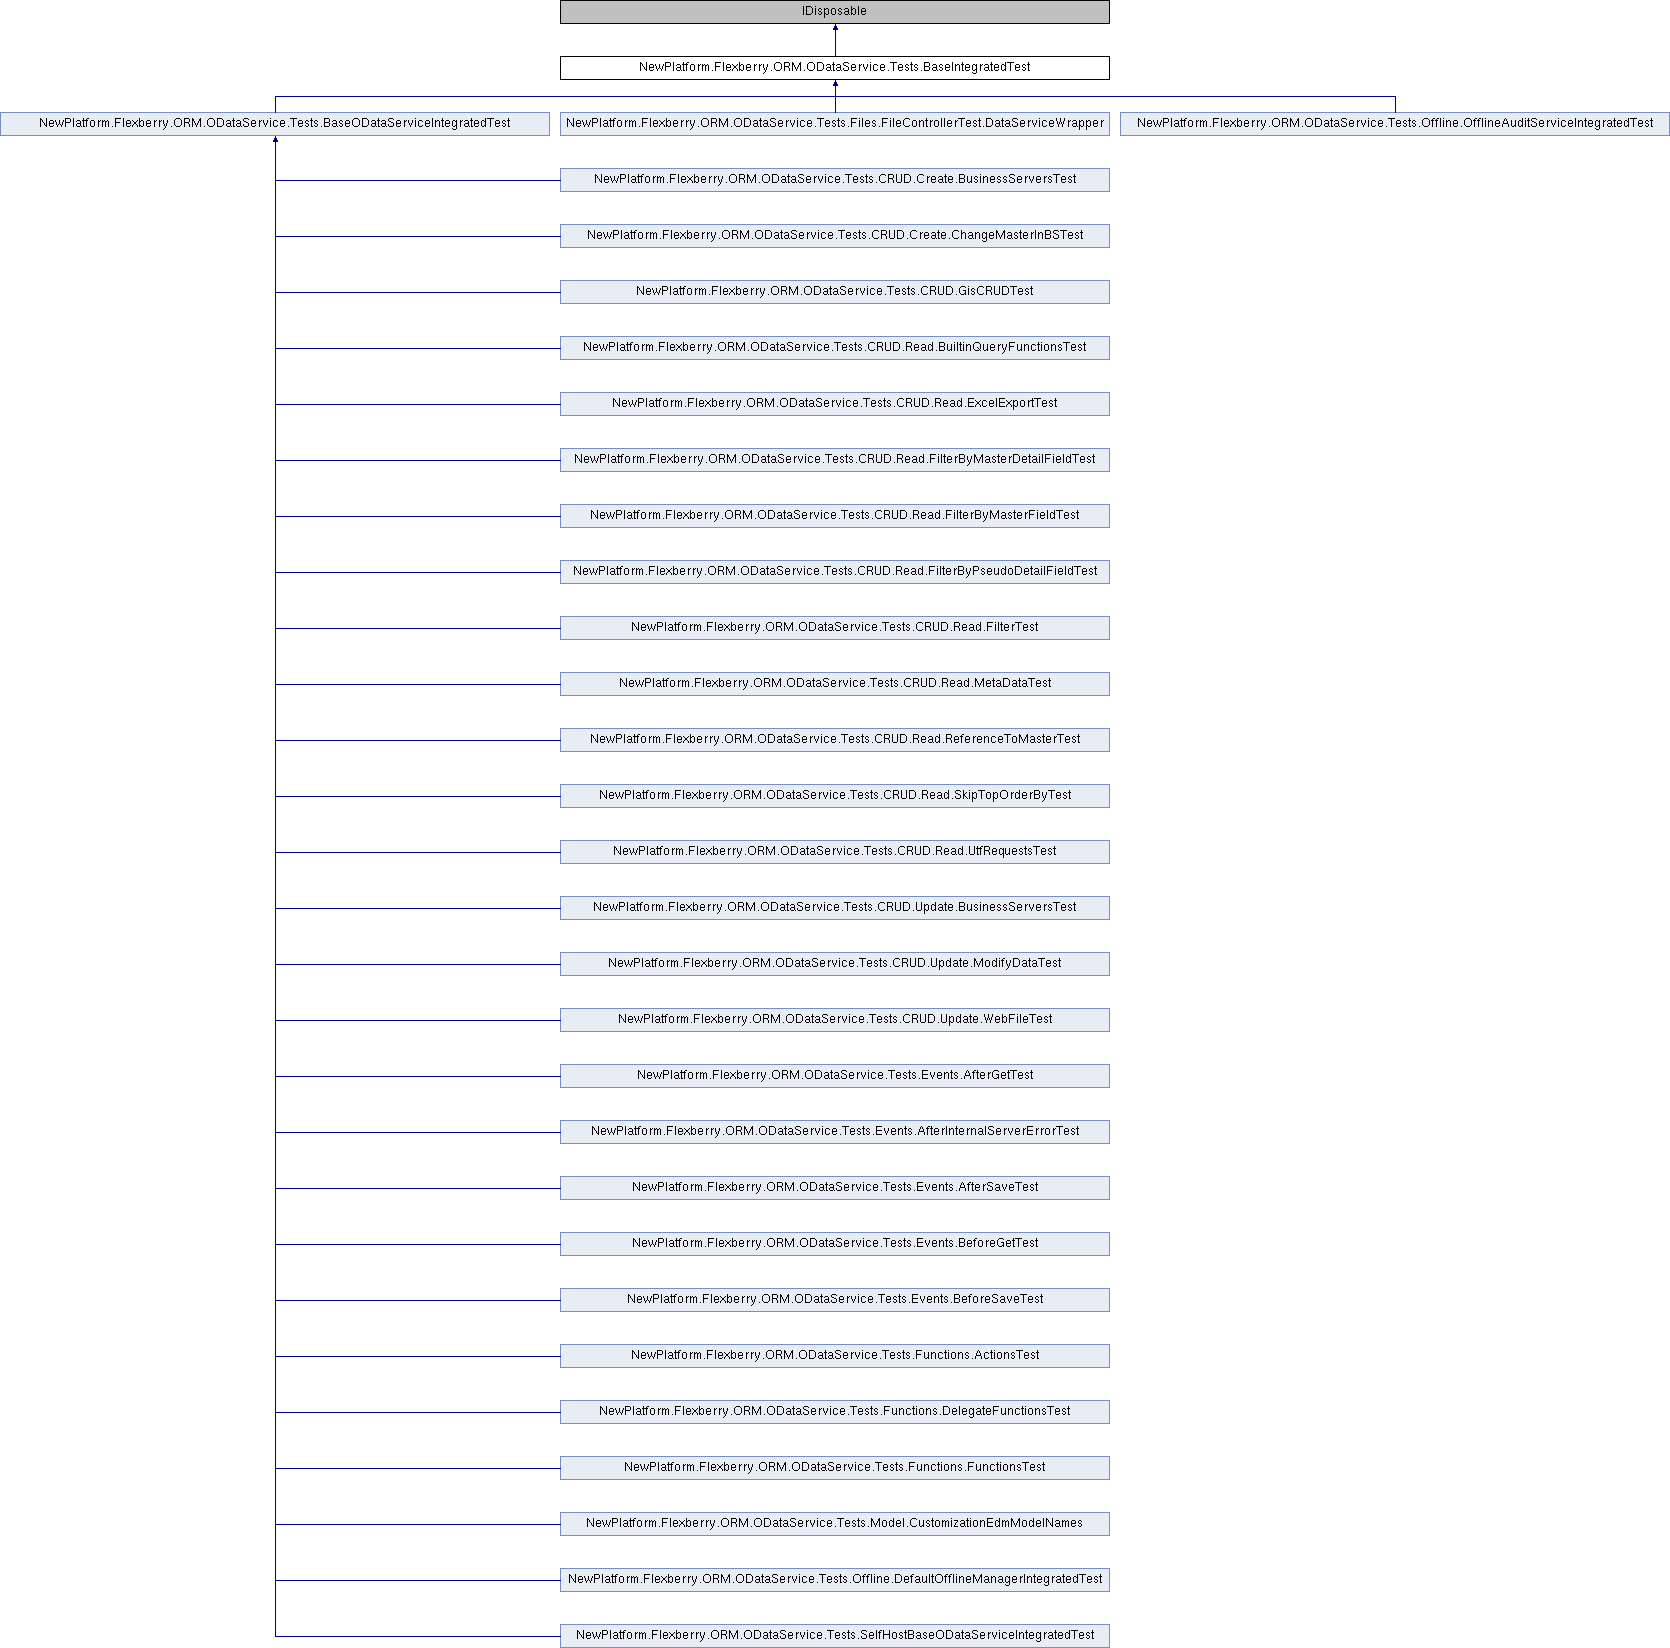 IDisposable
NewPlatform.Flexberry.ORM.ODataService.Tests.BaseIntegratedTest
NewPlatform.Flexberry.ORM.ODataService.Tests.BaseODataServiceIntegratedTest
NewPlatform.Flexberry.ORM.ODataService.Tests.Files.FileControllerTest.DataServiceWrapper
NewPlatform.Flexberry.ORM.ODataService.Tests.Offline.OfflineAuditServiceIntegratedTest
NewPlatform.Flexberry.ORM.ODataService.Tests.CRUD.Create.BusinessServersTest
NewPlatform.Flexberry.ORM.ODataService.Tests.CRUD.Create.ChangeMasterInBSTest
NewPlatform.Flexberry.ORM.ODataService.Tests.CRUD.GisCRUDTest
NewPlatform.Flexberry.ORM.ODataService.Tests.CRUD.Read.BuiltinQueryFunctionsTest
NewPlatform.Flexberry.ORM.ODataService.Tests.CRUD.Read.ExcelExportTest
NewPlatform.Flexberry.ORM.ODataService.Tests.CRUD.Read.FilterByMasterDetailFieldTest
NewPlatform.Flexberry.ORM.ODataService.Tests.CRUD.Read.FilterByMasterFieldTest
NewPlatform.Flexberry.ORM.ODataService.Tests.CRUD.Read.FilterByPseudoDetailFieldTest
NewPlatform.Flexberry.ORM.ODataService.Tests.CRUD.Read.FilterTest
NewPlatform.Flexberry.ORM.ODataService.Tests.CRUD.Read.MetaDataTest
NewPlatform.Flexberry.ORM.ODataService.Tests.CRUD.Read.ReferenceToMasterTest
NewPlatform.Flexberry.ORM.ODataService.Tests.CRUD.Read.SkipTopOrderByTest
NewPlatform.Flexberry.ORM.ODataService.Tests.CRUD.Read.UtfRequestsTest
NewPlatform.Flexberry.ORM.ODataService.Tests.CRUD.Update.BusinessServersTest
NewPlatform.Flexberry.ORM.ODataService.Tests.CRUD.Update.ModifyDataTest
NewPlatform.Flexberry.ORM.ODataService.Tests.CRUD.Update.WebFileTest
NewPlatform.Flexberry.ORM.ODataService.Tests.Events.AfterGetTest
NewPlatform.Flexberry.ORM.ODataService.Tests.Events.AfterInternalServerErrorTest
NewPlatform.Flexberry.ORM.ODataService.Tests.Events.AfterSaveTest
NewPlatform.Flexberry.ORM.ODataService.Tests.Events.BeforeGetTest
NewPlatform.Flexberry.ORM.ODataService.Tests.Events.BeforeSaveTest
NewPlatform.Flexberry.ORM.ODataService.Tests.Functions.ActionsTest
NewPlatform.Flexberry.ORM.ODataService.Tests.Functions.DelegateFunctionsTest
NewPlatform.Flexberry.ORM.ODataService.Tests.Functions.FunctionsTest
NewPlatform.Flexberry.ORM.ODataService.Tests.Model.CustomizationEdmModelNames
NewPlatform.Flexberry.ORM.ODataService.Tests.Offline.DefaultOfflineManagerIntegratedTest
NewPlatform.Flexberry.ORM.ODataService.Tests.SelfHostBaseODataServiceIntegratedTest